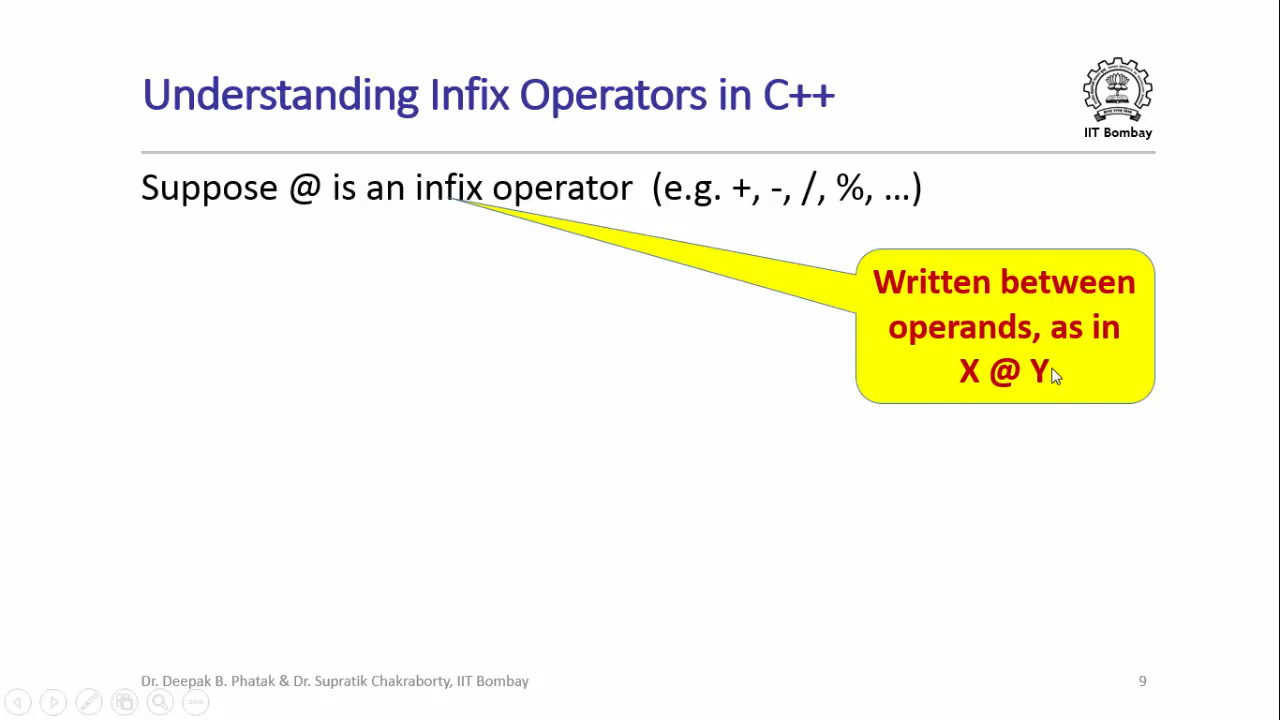 Understanding Infix Operators in C++
IIT Bombay
Suppose @ is an infix operator (e.g. +, -, /, %, ...)
Written between
operands, as in
X @ Y
Dr. Deepak B. Phatak & Dr. Supratik Chakraborty, IIT Bombay
9